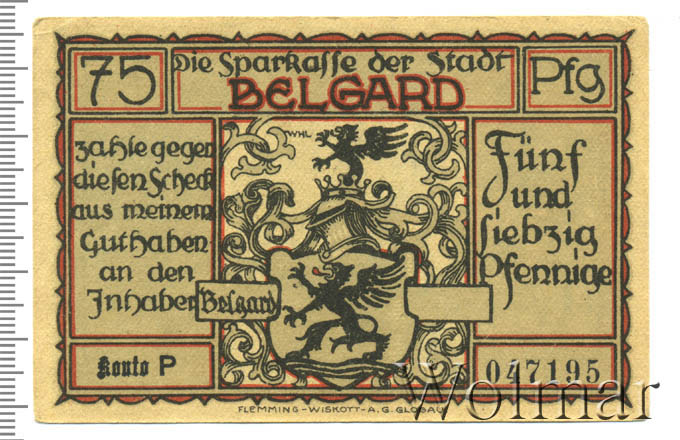 75
Die Sparkasse der Stadt
BELGARD
Pfg
zahle gegen
diesen Scheck
aus meinem
Guthaben
an den
Inhaber
WHL
Belgard
Fünf
und
siebzig
Pfennige
Konto P
047195
FLEMMING-WISKOTT-A.G. GLOGAU
Wolmar